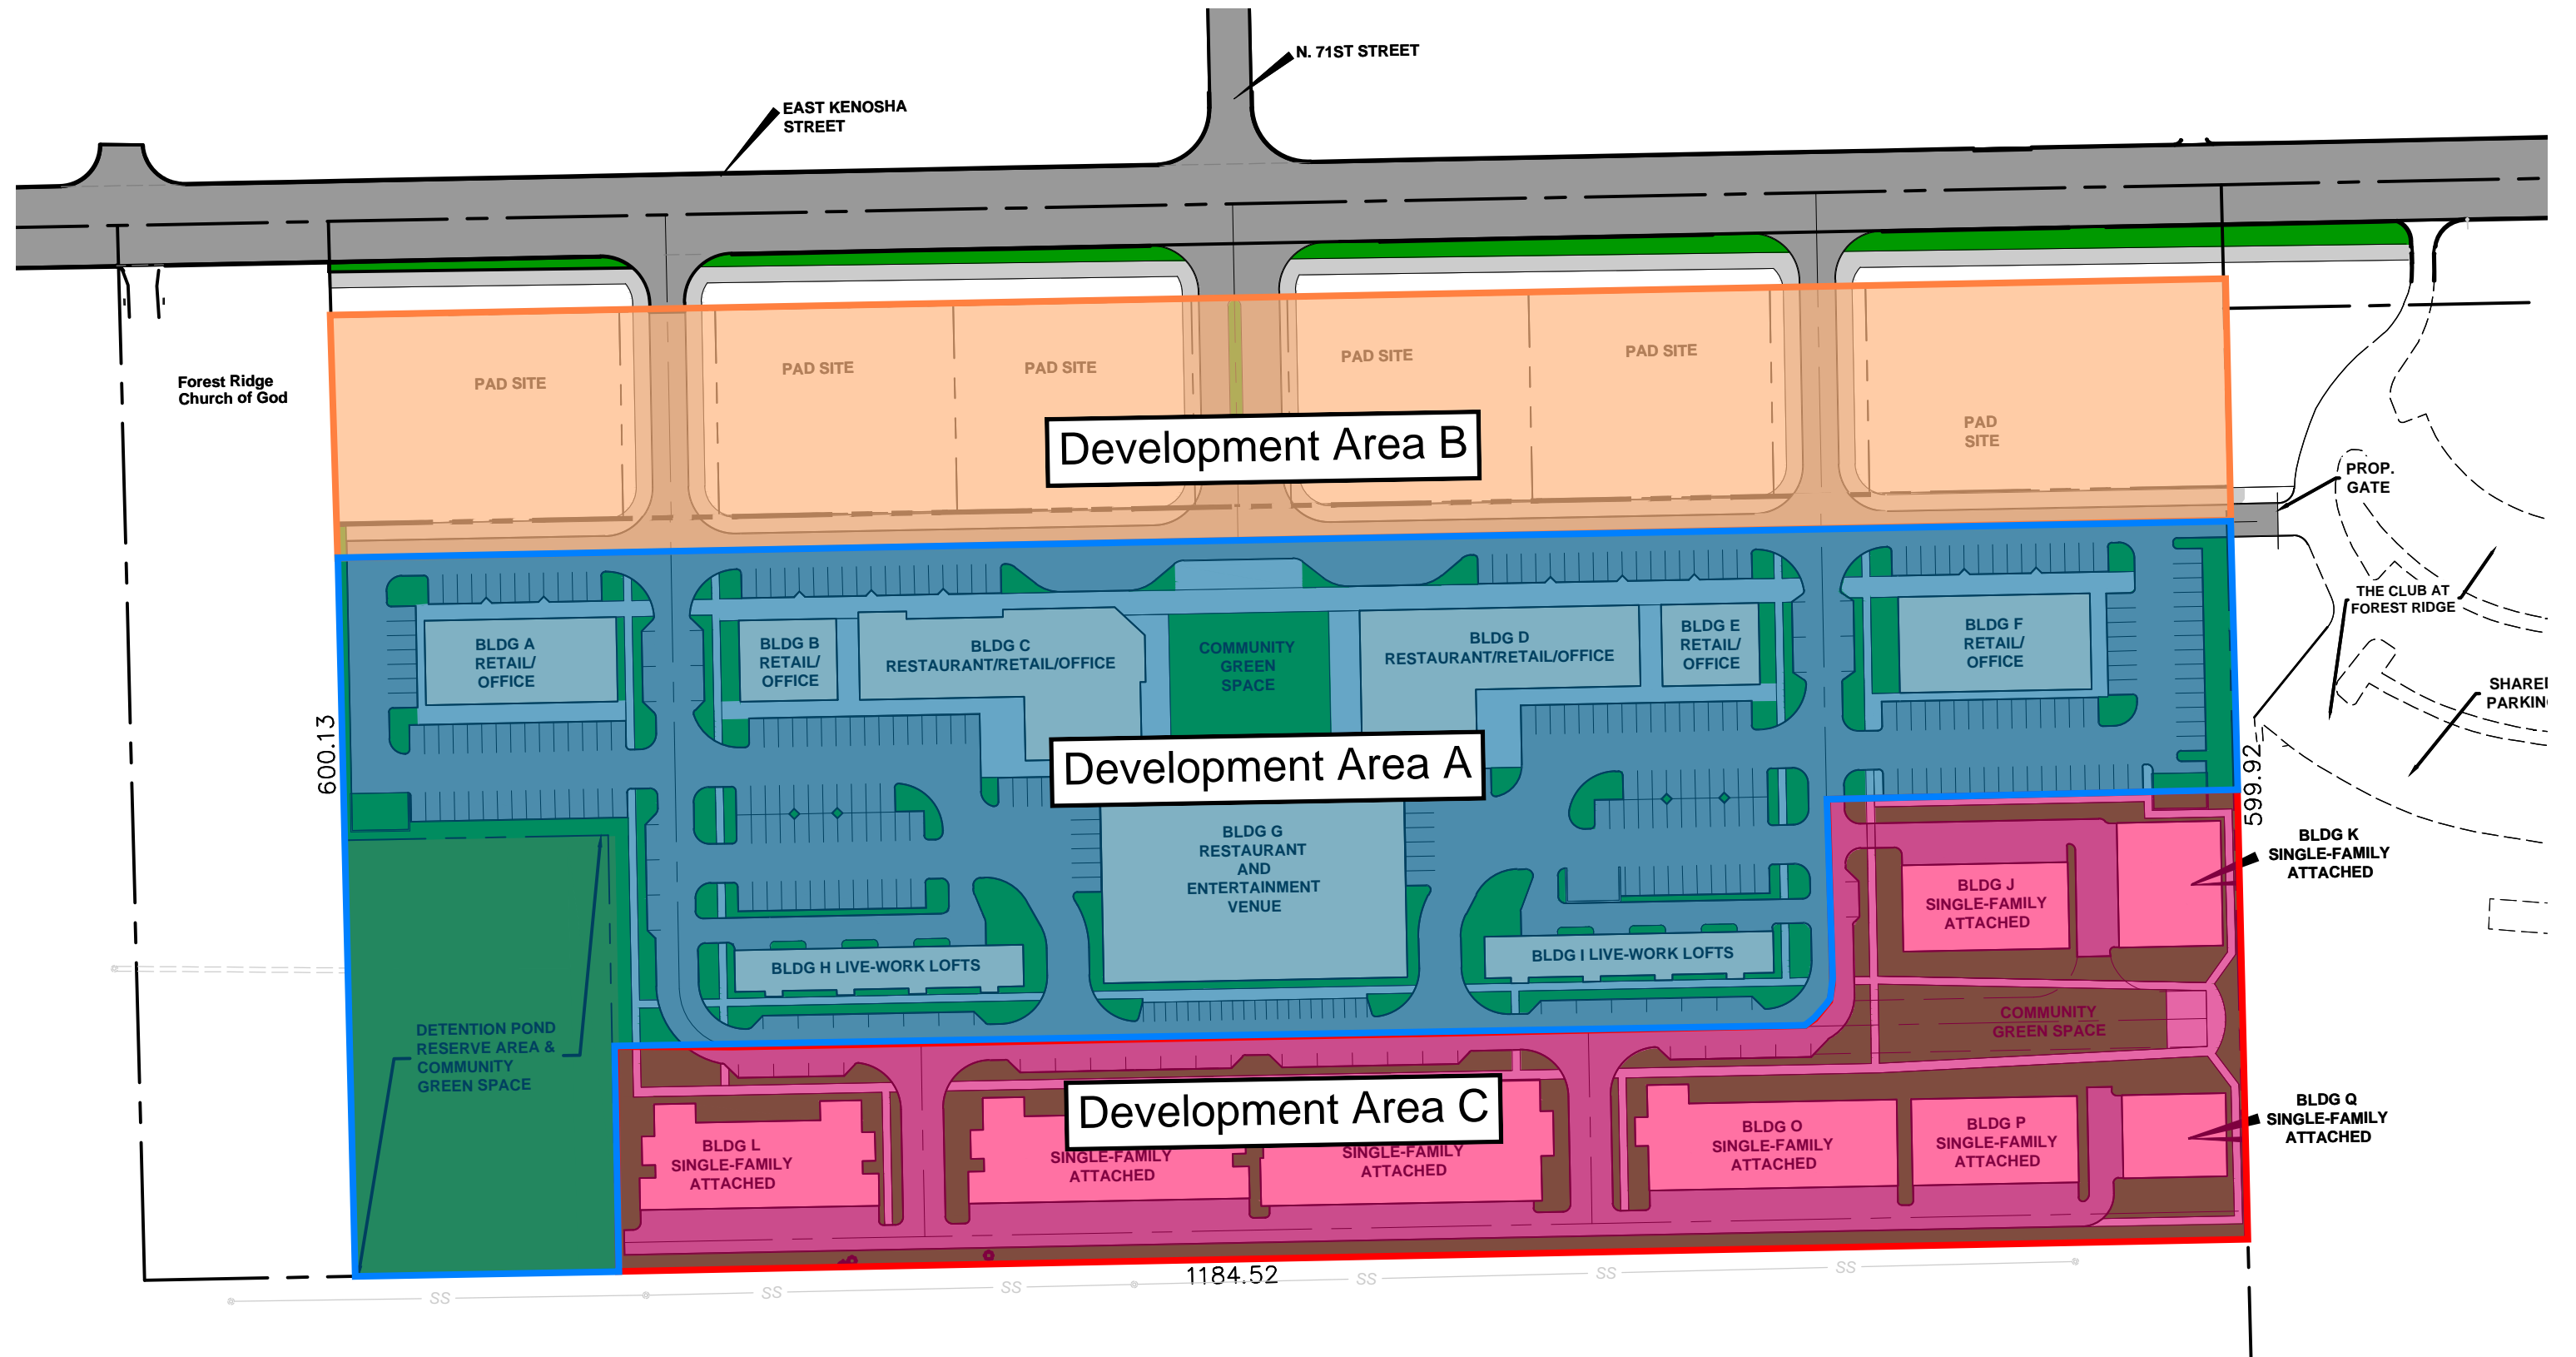 N. 71ST STREET
EAST KENOSHA
STREET
Forest Ridge
Church of God
PAD SITE
PAD SITE
PAD SITE
PAD SITE
PAD SITE
PAD
SITE
Development Area B
PROP.
GATE
THE CLUB AT
FOREST RIDGE
SHARE
PARKIN
BLDG A
RETAIL/
OFFICE
BLDG B
RETAIL/
OFFICE
BLDG C
RESTAURANT/RETAIL/OFFICE
COMMUNITY
GREEN
SPACE
BLDG D
RESTAURANT/RETAIL/OFFICE
BLDG E
RETAIL/
OFFICE
BLDG F
RETAIL/
OFFICE
600.13
599.92
Development Area A
BLDG G
RESTAURANT
AND
ENTERTAINMENT
VENUE
BLDG H LIVE-WORK LOFTS
BLDG I LIVE-WORK LOFTS
BLDG J
SINGLE-FAMILY
ATTACHED
BLDG K
SINGLE-FAMILY
ATTACHED
COMMUNITY
GREEN SPACE
DETENTION POND
RESERVE AREA &
COMMUNITY
GREEN SPACE
Development Area C
BLDG L
SINGLE-FAMILY
ATTACHED
SINGLE-FAMILY
ATTACHED
SINGLE-FAMILY
ATTACHED
BLDG O
SINGLE-FAMILY
ATTACHED
BLDG P
SINGLE-FAMILY
ATTACHED
BLDG Q
SINGLE-FAMILY
ATTACHED
1184.52
SS
SS
SS
SS
SS
SS